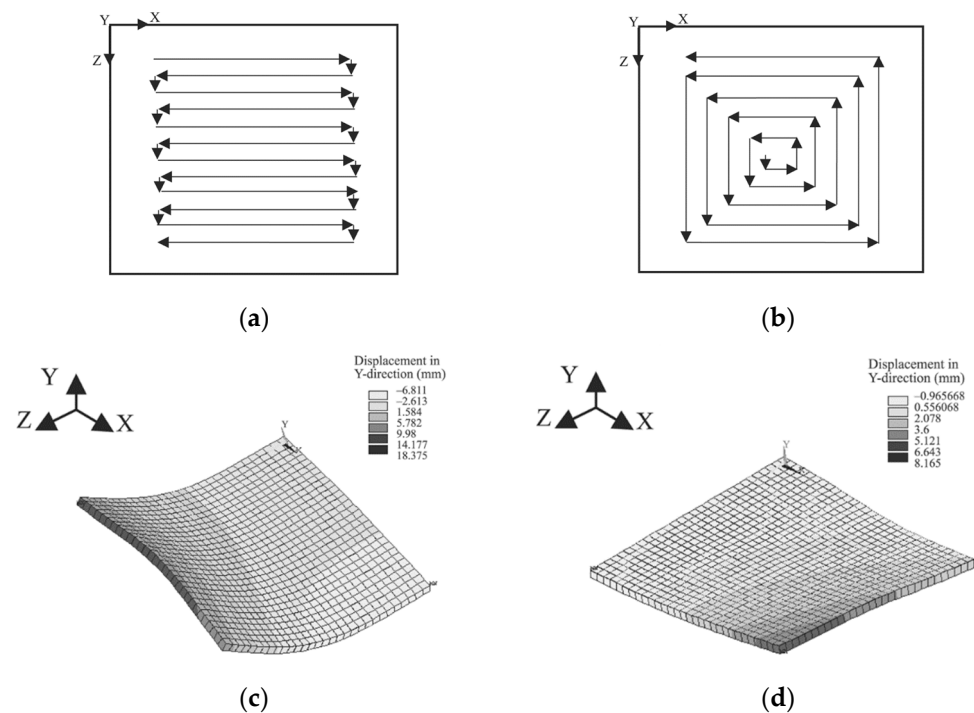 (a)
Y X
Z
(b)
Y X
Z
(c)
Y
Z X
Displacement in
Y-direction (mm)
−6.811
−2.613
1.584
5.782
9.98
14.177
18.375
Y
(d)
Y
Z X
Displacement in
Y-direction (mm)
−0.965668
0.556068
2.078
3.6
5.121
6.643
8.165
Y